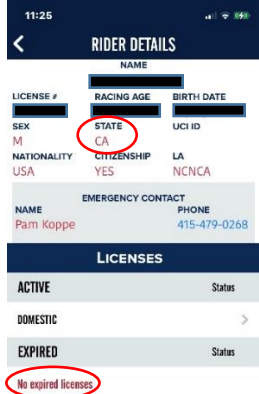 11:25
RIDER DETAILS
NAME
LICENSE # RACING AGE BIRTH DATE
SEX STATE UCI ID
M CA
NATIONALITY CITIZENSHIP LA
USA YES NCNCA
EMERGENCY CONTACT
NAME PHONE
Pam Koppe 415-479-0268
LICENSES
ACTIVE Status
DOMESTIC >
EXPIRED Status
No expired licenses